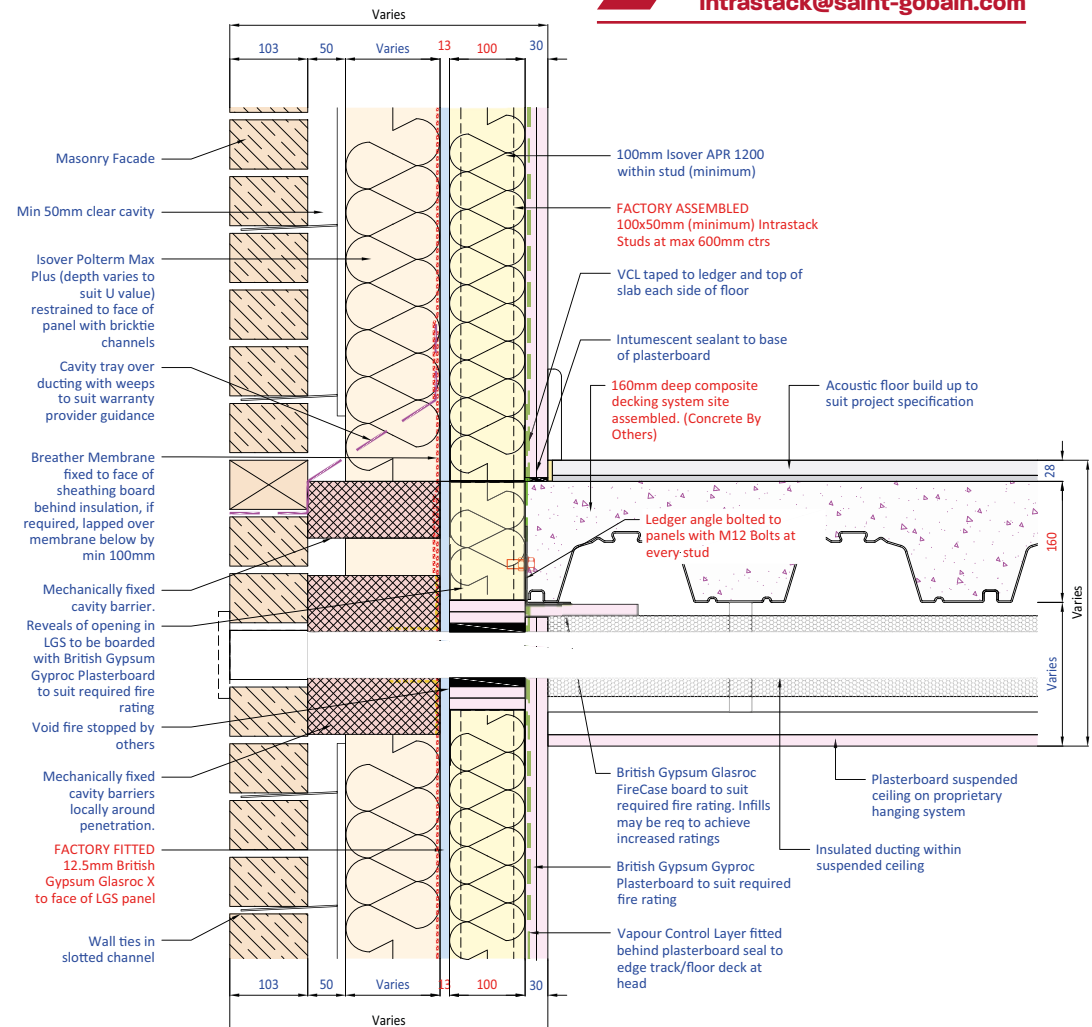 intrastack@saint-gobain.com
Varies
103
50
Varies
13
100
30
Masonry Facade
Min 50mm clear cavity
Isover Polterm Max
Plus (depth varies to
suit U value)
restrained to face of
panel with bricktie
channels
Cavity tray over
ducting with weeps
to suit warranty
provider guidance
Breather Membrane
fixed to face of
sheathing board
behind insulation, if
required, lapped over
membrane below by
min 100mm
Mechanically fixed
cavity barrier.
Reveals of opening in
LGS to be boarded
with British Gypsum
Gyproc Plasterboard
to suit required fire
rating
Void fire stopped by
others
Mechanically fixed
cavity barriers
locally around
penetration.
FACTORY FITTED
12.5mm British
Gypsum Glasroc X
to face of LGS panel
Wall ties in
slotted channel
100mm Isover APR 1200
within stud (minimum)
FACTORY ASSEMBLED
100x50mm (minimum) Intrastack
Studs at max 600mm ctrs
VCL taped to ledger and top of
slab each side of floor
Intumescent sealant to base
of plasterboard
160mm deep composite
decking system site
assembled. (Concrete By
Others)
Acoustic floor build up to
suit project specification
Ledger angle bolted to
panels with M12 Bolts at
every stud
28
160
Varies
Varies
British Gypsum Glasroc
FireCase board to suit
required fire rating. Infills
may be req to achieve
increased ratings
British Gypsum Gyproc
Plasterboard to suit required
fire rating
Vapour Control Layer fitted
behind plasterboard seal to
edge track/floor deck at
head
Plasterboard suspended
ceiling on proprietary
hanging system
Insulated ducting within
suspended ceiling
103
50
Varies
13
100
30
Varies